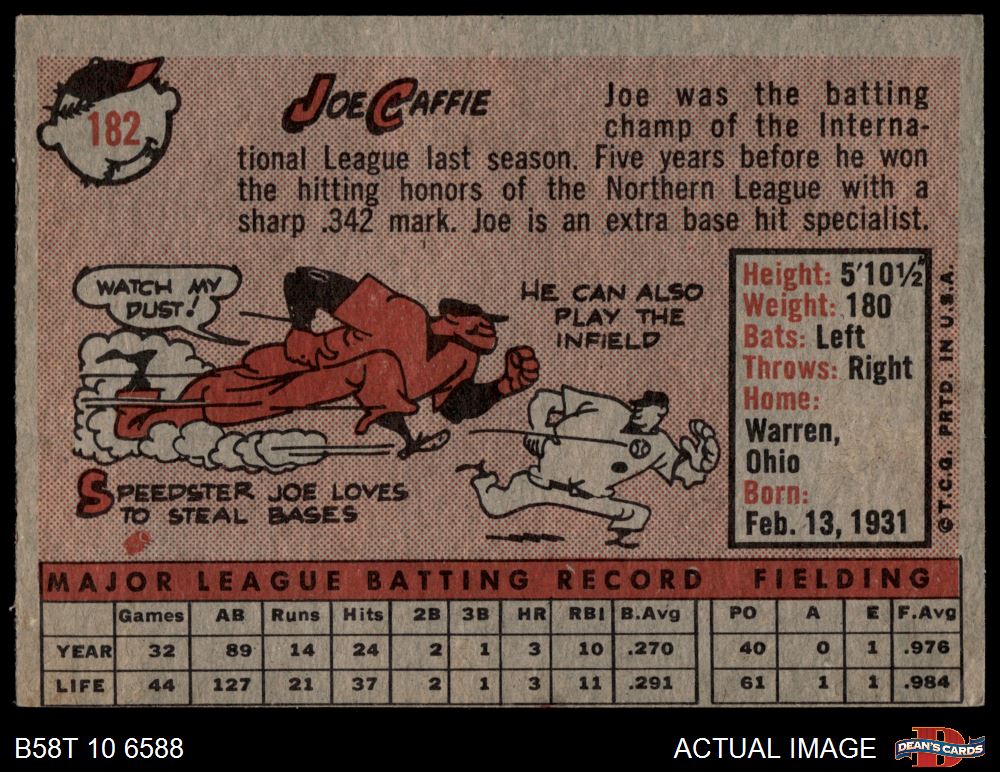 182
JOE CAFFIE
Joe was the batting
champ of the Interna-
tional League last season. Five years before he won
the hitting honors of the Northern League with a
sharp .342 mark. Joe is an extra base hit specialist.
WATCH MY
DUST!
HE CAN ALSO
PLAY THE
INFIELD
SPEEDSTER JOE LOVES
TO STEAL BASES
Height: 5'10½"
Weight: 180
Bats: Left
Throws: Right
Home:
Warren,
Ohio
Born:
Feb. 13, 1931
© T.C.G. PRTD. IN U.S.A.
MAJOR LEAGUE BATTING RECORD FIELDING
Games AB Runs Hits 2B 3B HR RBI B.Avg PO A E F.Avg
YEAR 32 89 14 24 2 1 3 10 .270 40 0 1 .976
LIFE 44 127 21 37 2 1 3 11 .291 61 1 1 .984
B58T 10 6588 ACTUAL IMAGE DEAN'S CARDS